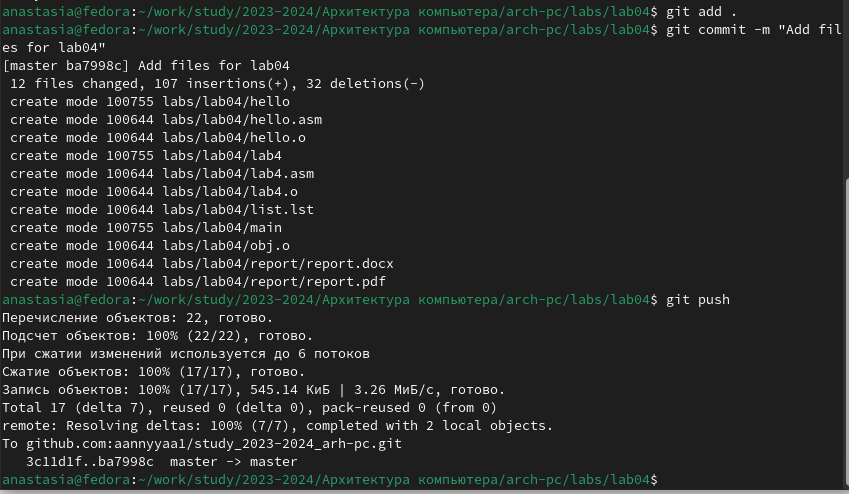 anastasia@fedora:~/work/study/2023-2024/Архитектура компьютера/arch-pc/labs/lab04$ git add .
anastasia@fedora:~/work/study/2023-2024/Архитектура компьютера/arch-pc/labs/lab04$ git commit -m "Add fil
es for lab04"
[master ba7998c] Add files for lab04
 12 files changed, 107 insertions(+), 32 deletions(-)
 create mode 100755 labs/lab04/hello
 create mode 100644 labs/lab04/hello.asm
 create mode 100644 labs/lab04/hello.o
 create mode 100755 labs/lab04/lab4
 create mode 100644 labs/lab04/lab4.asm
 create mode 100644 labs/lab04/lab4.o
 create mode 100644 labs/lab04/list.lst
 create mode 100755 labs/lab04/main
 create mode 100644 labs/lab04/obj.o
 create mode 100644 labs/lab04/report/report.docx
 create mode 100644 labs/lab04/report/report.pdf
anastasia@fedora:~/work/study/2023-2024/Архитектура компьютера/arch-pc/labs/lab04$ git push
Перечисление объектов: 22, готово.
Подсчет объектов: 100% (22/22), готово.
При сжатии изменений используется до 6 потоков
Сжатие объектов: 100% (17/17), готово.
Запись объектов: 100% (17/17), 545.14 КиБ | 3.26 МиБ/с, готово.
Total 17 (delta 7), reused 0 (delta 0), pack-reused 0 (from 0)
remote: Resolving deltas: 100% (7/7), completed with 2 local objects.
To github.com:aannyyaa1/study_2023-2024_arh-pc.git
   3c11d1f..ba7998c  master -> master
anastasia@fedora:~/work/study/2023-2024/Архитектура компьютера/arch-pc/labs/lab04$